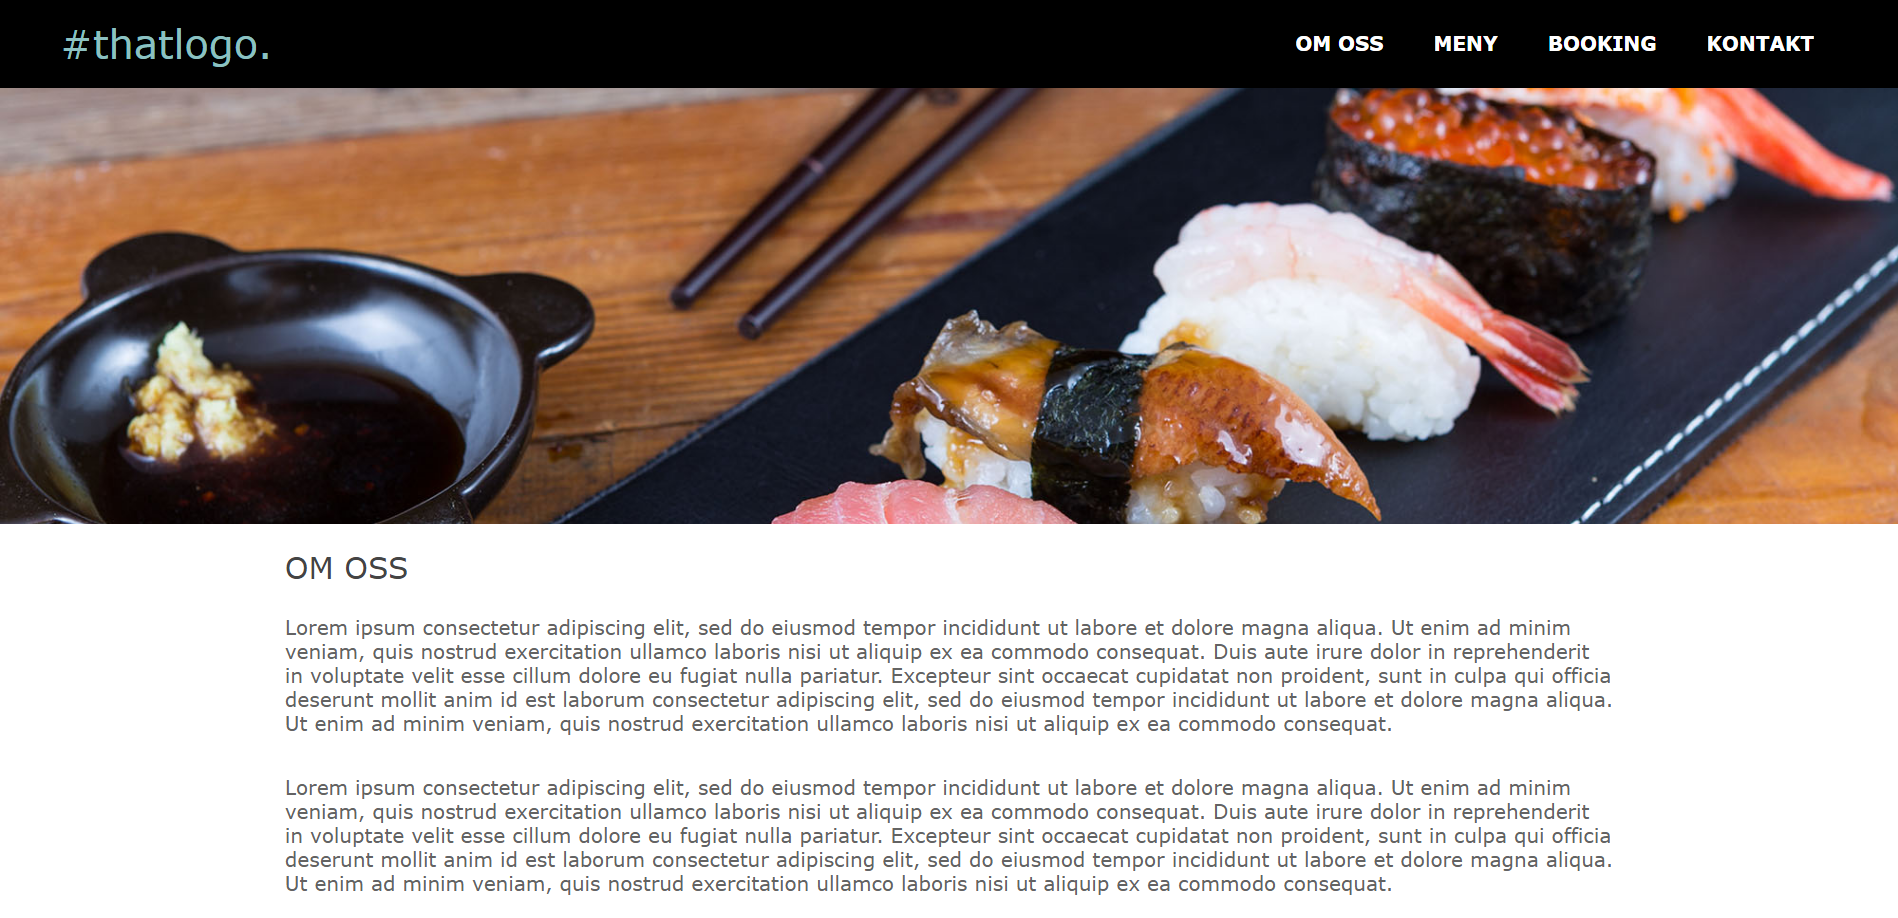 #thatlogo.
OM OSS MENY BOOKING KONTAKT
OM OSS
Lorem ipsum consectetur adipiscing elit, sed do eiusmod tempor incididunt ut labore et dolore magna aliqua. Ut enim ad minim
veniam, quis nostrud exercitation ullamco laboris nisi ut aliquip ex ea commodo consequat. Duis aute irure dolor in reprehenderit
in voluptate velit esse cillum dolore eu fugiat nulla pariatur. Excepteur sint occaecat cupidatat non proident, sunt in culpa qui officia
deserunt mollit anim id est laborum consectetur adipiscing elit, sed do eiusmod tempor incididunt ut labore et dolore magna aliqua.
Ut enim ad minim veniam, quis nostrud exercitation ullamco laboris nisi ut aliquip ex ea commodo consequat.
Lorem ipsum consectetur adipiscing elit, sed do eiusmod tempor incididunt ut labore et dolore magna aliqua. Ut enim ad minim
veniam, quis nostrud exercitation ullamco laboris nisi ut aliquip ex ea commodo consequat. Duis aute irure dolor in reprehenderit
in voluptate velit esse cillum dolore eu fugiat nulla pariatur. Excepteur sint occaecat cupidatat non proident, sunt in culpa qui officia
deserunt mollit anim id est laborum consectetur adipiscing elit, sed do eiusmod tempor incididunt ut labore et dolore magna aliqua.
Ut enim ad minim veniam, quis nostrud exercitation ullamco laboris nisi ut aliquip ex ea commodo consequat.